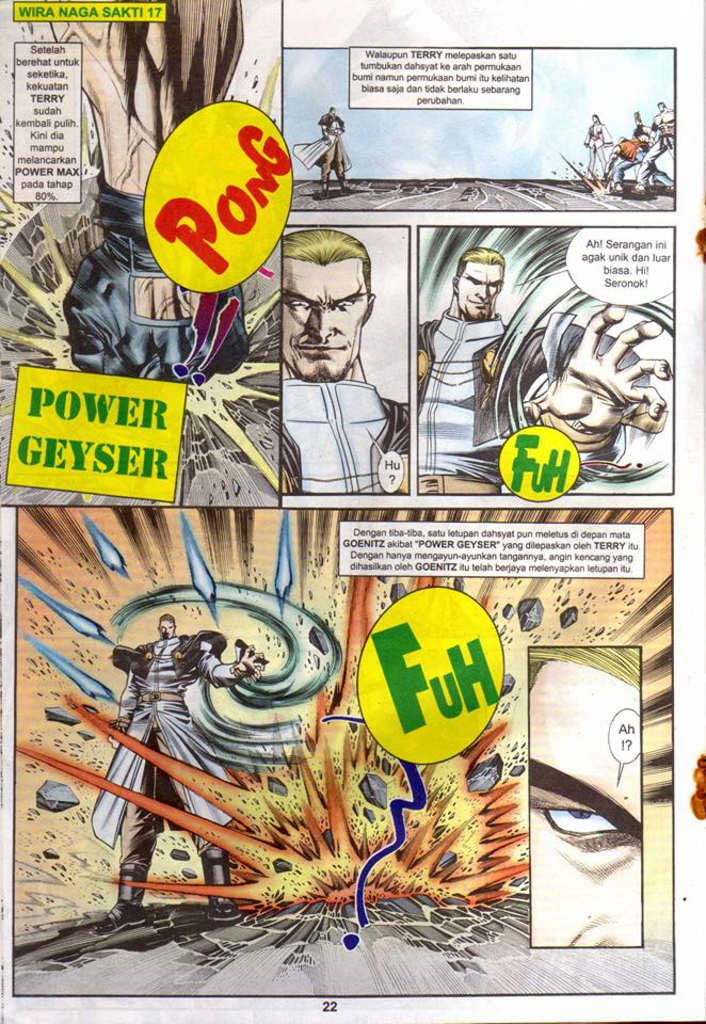 WIRA NAGA SAKTI 17
Setelah
berehat untuk
seketika,
kekuatan
TERRY
sudah
kembali pulih.
Kini dia
mampu
melancarkan
POWER MAX
pada tahap
80%.
PONG
POWER
GEYSER
Walaupun TERRY melepaskan satu
tumbukan dahsyat ke arah permukaan
bumi namun permukaan bumi itu kelihatan
biasa saja dan tidak berlaku sebarang
perubahan.
Hu
?
Ah! Serangan ini
agak unik dan luar
biasa. Hi!
Seronok!
FUH
Dengan tiba-tiba, satu letupan dahsyat pun meletus di depan mata
GOENITZ akibat "POWER GEYSER" yang dilepaskan oleh TERRY itu.
Dengan hanya mengayun-ayunkan tangannya, angin kencang yang
dihasilkan oleh GOENITZ itu telah berjaya menlenyapkan letupan itu.
FUH
Ah
!?
22